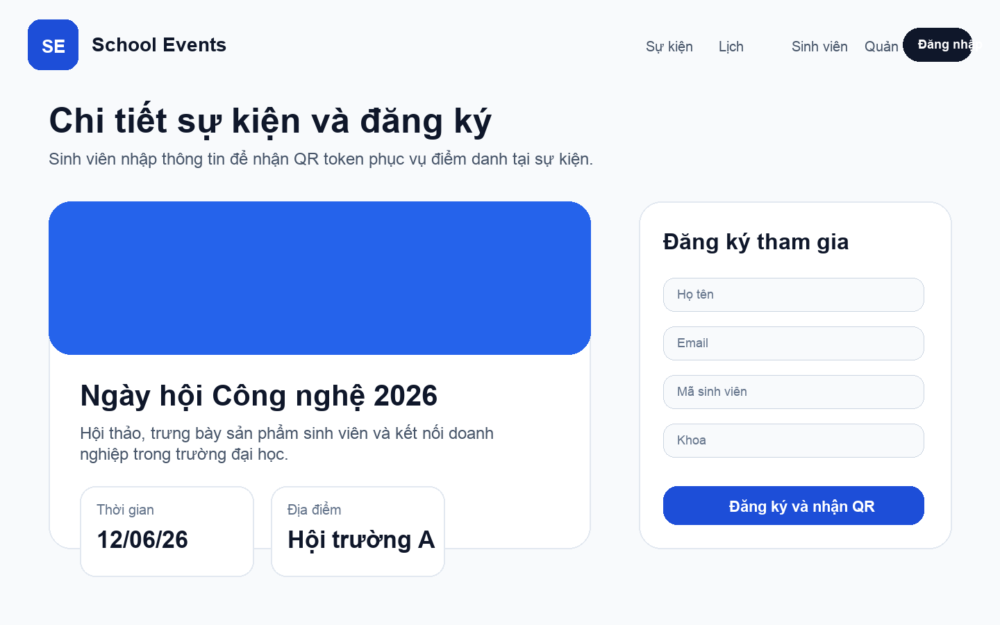 SE
School Events
Sự kiện
Lịch
Sinh viên
Quản
Đăng nhập
Chi tiết sự kiện và đăng ký
Sinh viên nhập thông tin để nhận QR token phục vụ điểm danh tại sự kiện.
Ngày hội Công nghệ 2026
Hội thảo, trưng bày sản phẩm sinh viên và kết nối doanh
nghiệp trong trường đại học.
Thời gian
12/06/26
Địa điểm
Hội trường A
Đăng ký tham gia
Họ tên
Email
Mã sinh viên
Khoa
Đăng ký và nhận QR